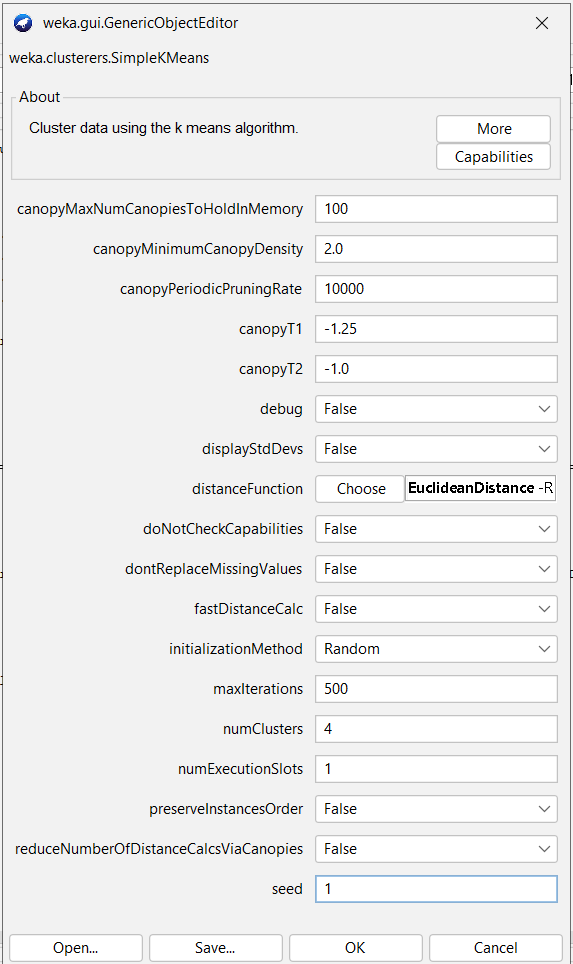 weka.gui.GenericObjectEditor
weka.clusterers.SimpleKMeans
About
Cluster data using the k means algorithm.
More
Capabilities
canopyMaxNumCanopiesToHoldInMemory 100
canopyMinimumCanopyDensity 2.0
canopyPeriodicPruningRate 10000
canopyT1 -1.25
canopyT2 -1.0
debug False
displayStdDevs False
distanceFunction Choose EuclideanDistance -R
doNotCheckCapabilities False
dontReplaceMissingValues False
fastDistanceCalc False
initializationMethod Random
maxIterations 500
numClusters 4
numExecutionSlots 1
preserveInstancesOrder False
reduceNumberOfDistanceCalcsViaCanopies False
seed 1
Open... Save... OK Cancel